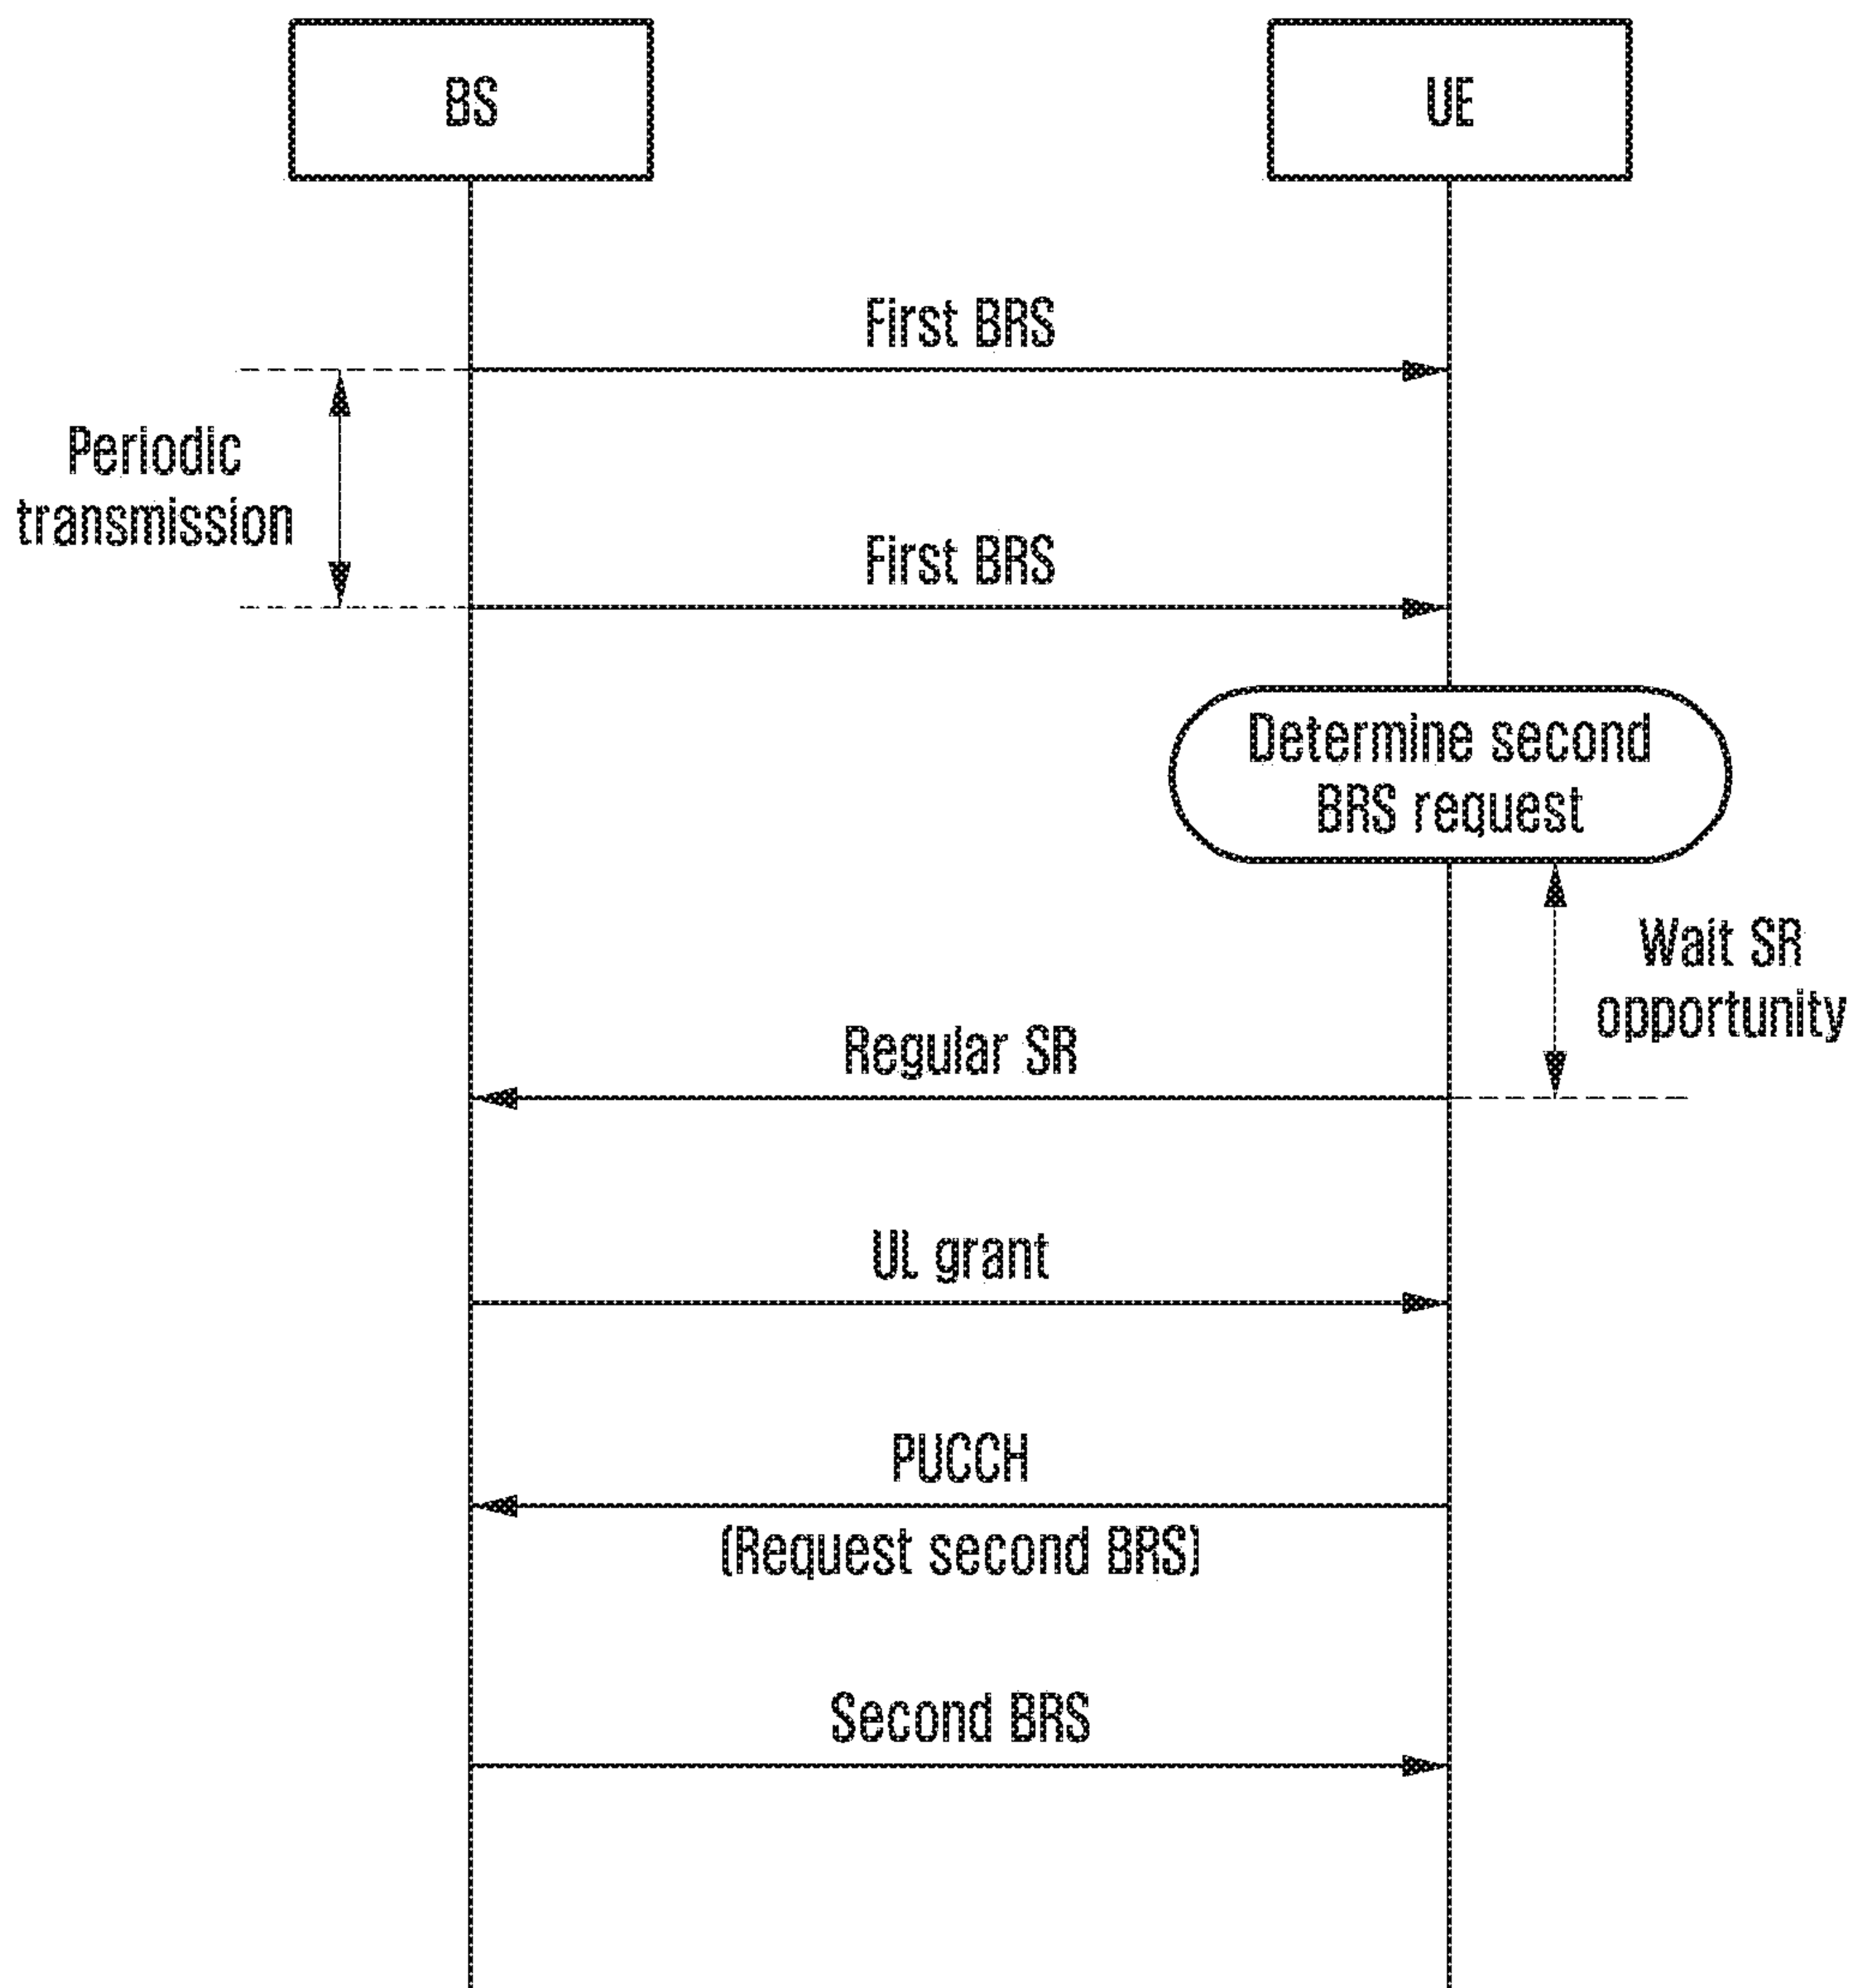 BS
UE
First BRS
Periodic
transmission
First BRS
Determine second
BRS request
Wait SR
opportunity
Regular SR
UL grant
PUCCH
(Request second BRS)
Second BRS